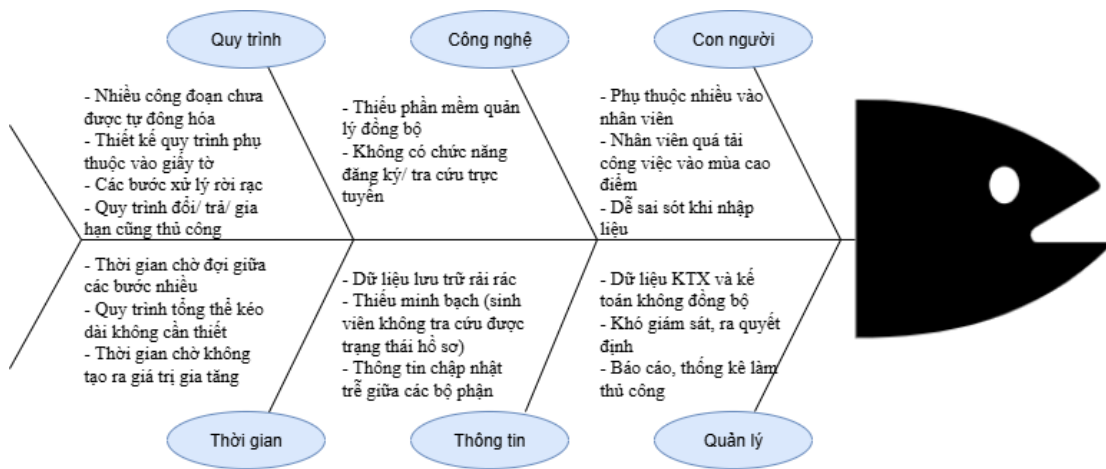 Quy trình
Công nghệ
Con người
- Nhiều công đoạn chưa
được tự đông hóa
- Thiết kế quy trình phụ
thuộc vào giấy tờ
- Các bước xử lý rời rạc
- Quy trình đổi/ trả/ gia
hạn cũng thủ công
- Thiếu phần mềm quản
lý đồng bộ
- Không có chức năng
đăng ký/ tra cứu trực
tuyến
- Phụ thuộc nhiều vào
nhân viên
- Nhân viên quá tải
công việc vào mùa cao
điểm
- Dễ sai sót khi nhập
liệu
- Thời gian chờ đợi giữa
các bước nhiều
- Quy trình tổng thể kéo
dài không cần thiết
- Thời gian chờ không
tạo ra giá trị gia tăng
- Dữ liệu lưu trữ rải rác
- Thiếu minh bạch (sinh
viên không tra cứu được
trạng thái hồ sơ)
- Thông tin chập nhật
trễ giữa các bộ phận
- Dữ liệu KTX và kế
toán không đồng bộ
- Khó giám sát, ra quyết
định
- Báo cáo, thống kê làm
thủ công
Thời gian
Thông tin
Quản lý